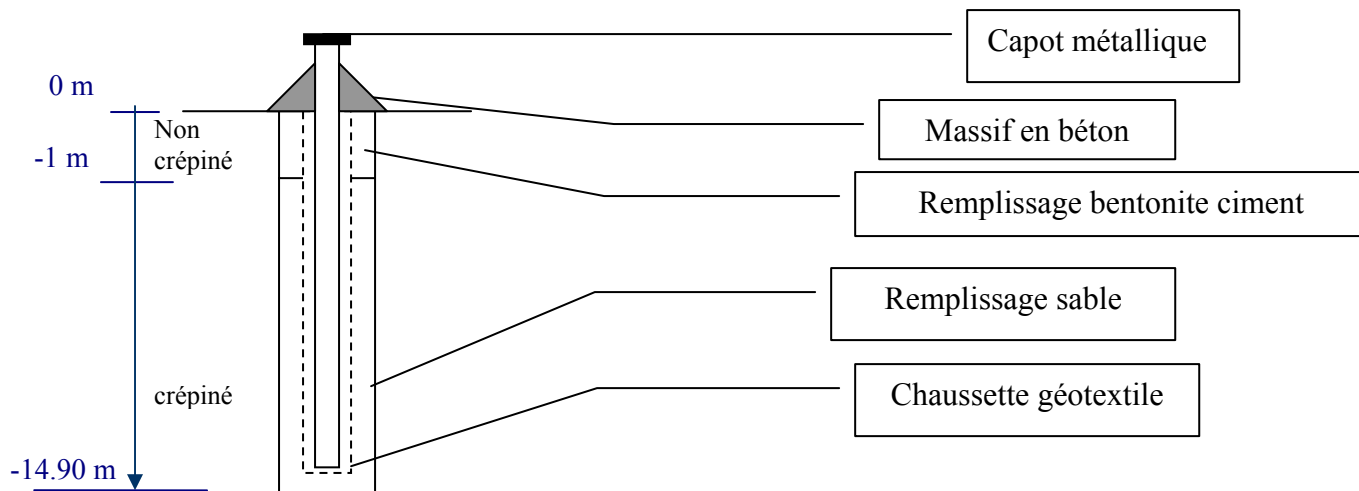 Capot métallique
0 m
Massif en béton
Non
crépiné
-1 m
Remplissage bentonite ciment
Remplissage sable
crépiné
Chaussette géotextile
-14.90 m